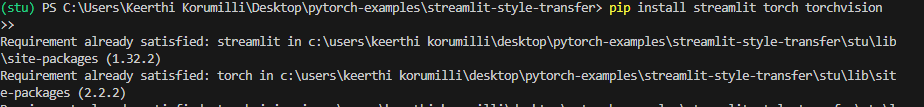 (stu) PS C:\Users\Keerthi Korumilli\Desktop\pytorch-examples\streamlit-style-transfer> pip install streamlit torch torchvision
>>
Requirement already satisfied: streamlit in c:\users\keerthi korumilli\desktop\pytorch-examples\streamlit-style-transfer\stu\lib
\site-packages (1.32.2)
Requirement already satisfied: torch in c:\users\keerthi korumilli\desktop\pytorch-examples\streamlit-style-transfer\stu\lib\sit
e-packages (2.2.2)